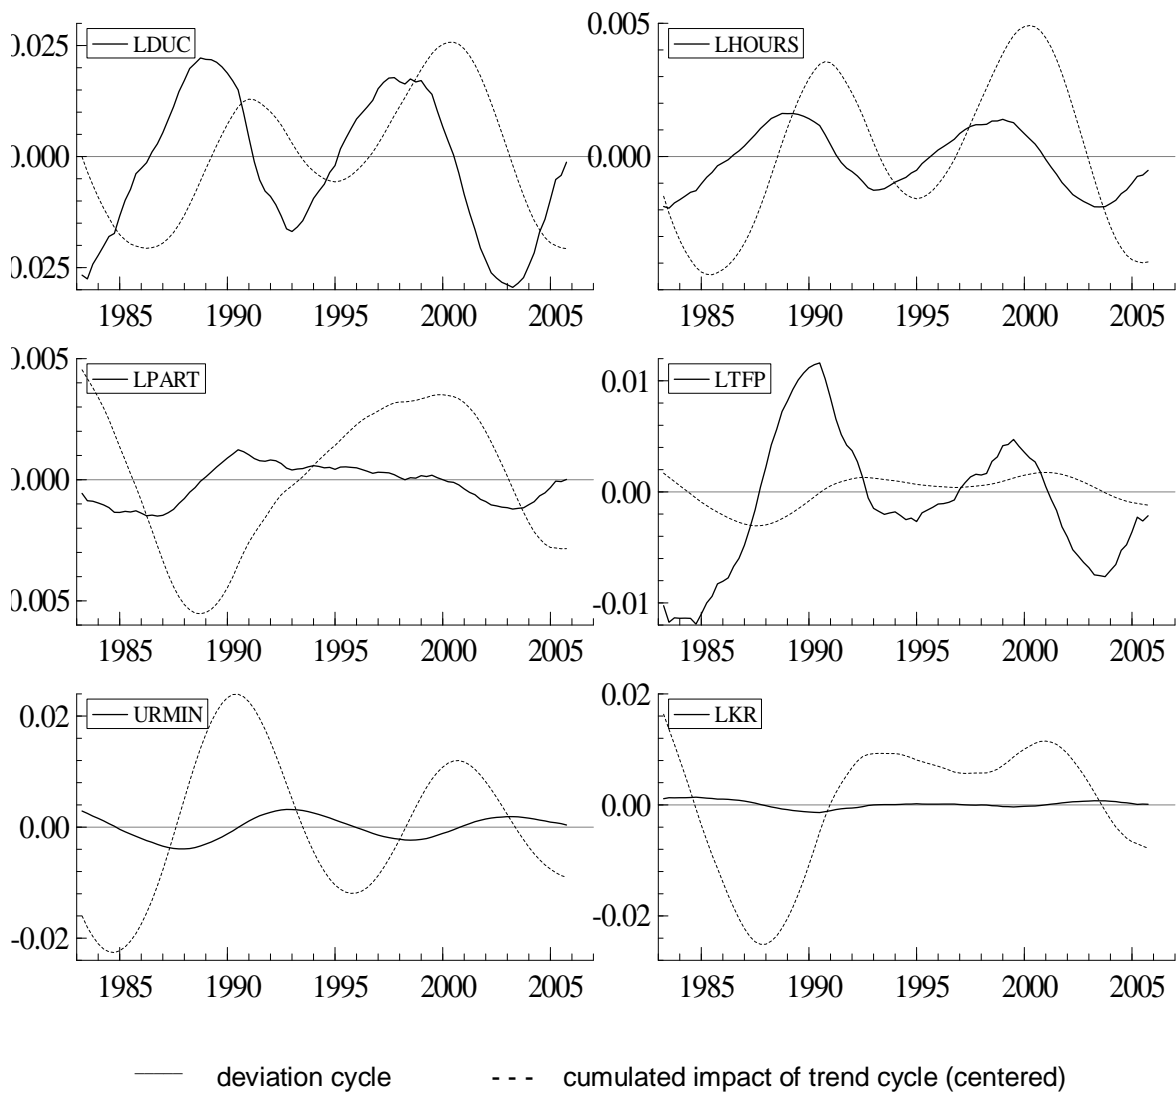 0.025
LDUC
0.000
0.025
1985 1990 1995 2000 2005
0.005
LHOURS
0.000
1985 1990 1995 2000 2005
0.005
LPART
0.000
0.005
1985 1990 1995 2000 2005
LTFP
0.01
0.00
-0.01
1985 1990 1995 2000 2005
URMIN
0.02
0.00
-0.02
1985 1990 1995 2000 2005
0.02
LKR
0.00
-0.02
1985 1990 1995 2000 2005
deviation cycle
- - - cumulated impact of trend cycle (centered)